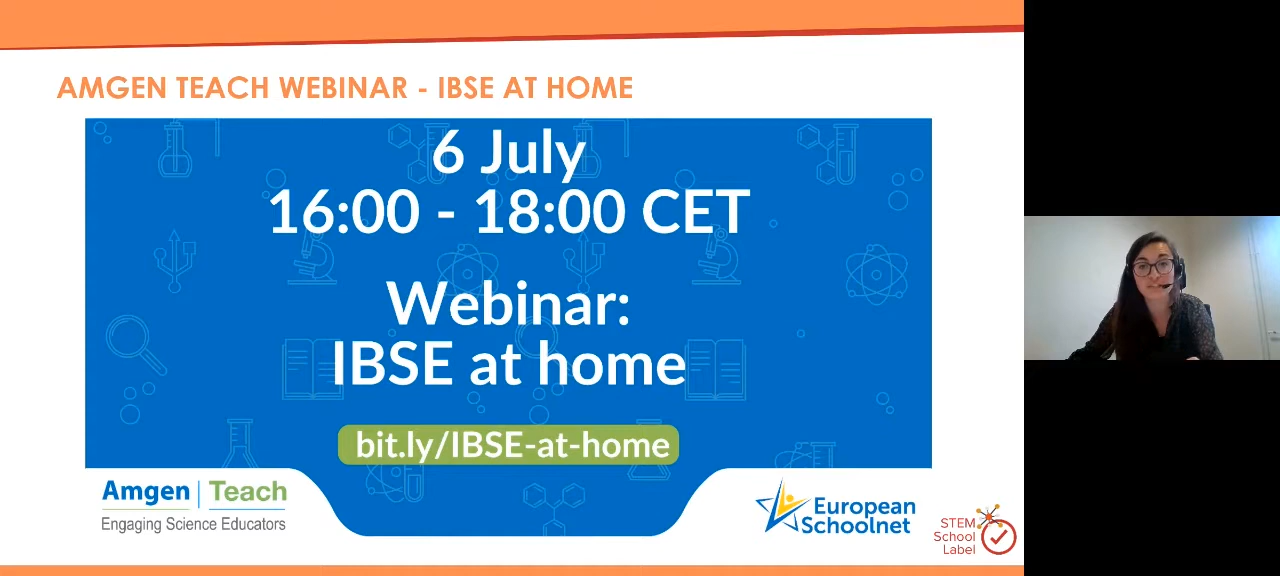 AMGEN TEACH WEBINAR - IBSE AT HOME
6 July
16:00 - 18:00 CET
Webinar:
IBSE at home
bit.ly/IBSE-at-home
Amgen | Teach
Engaging Science Educators
European
Schoolnet
STEM
School
Label